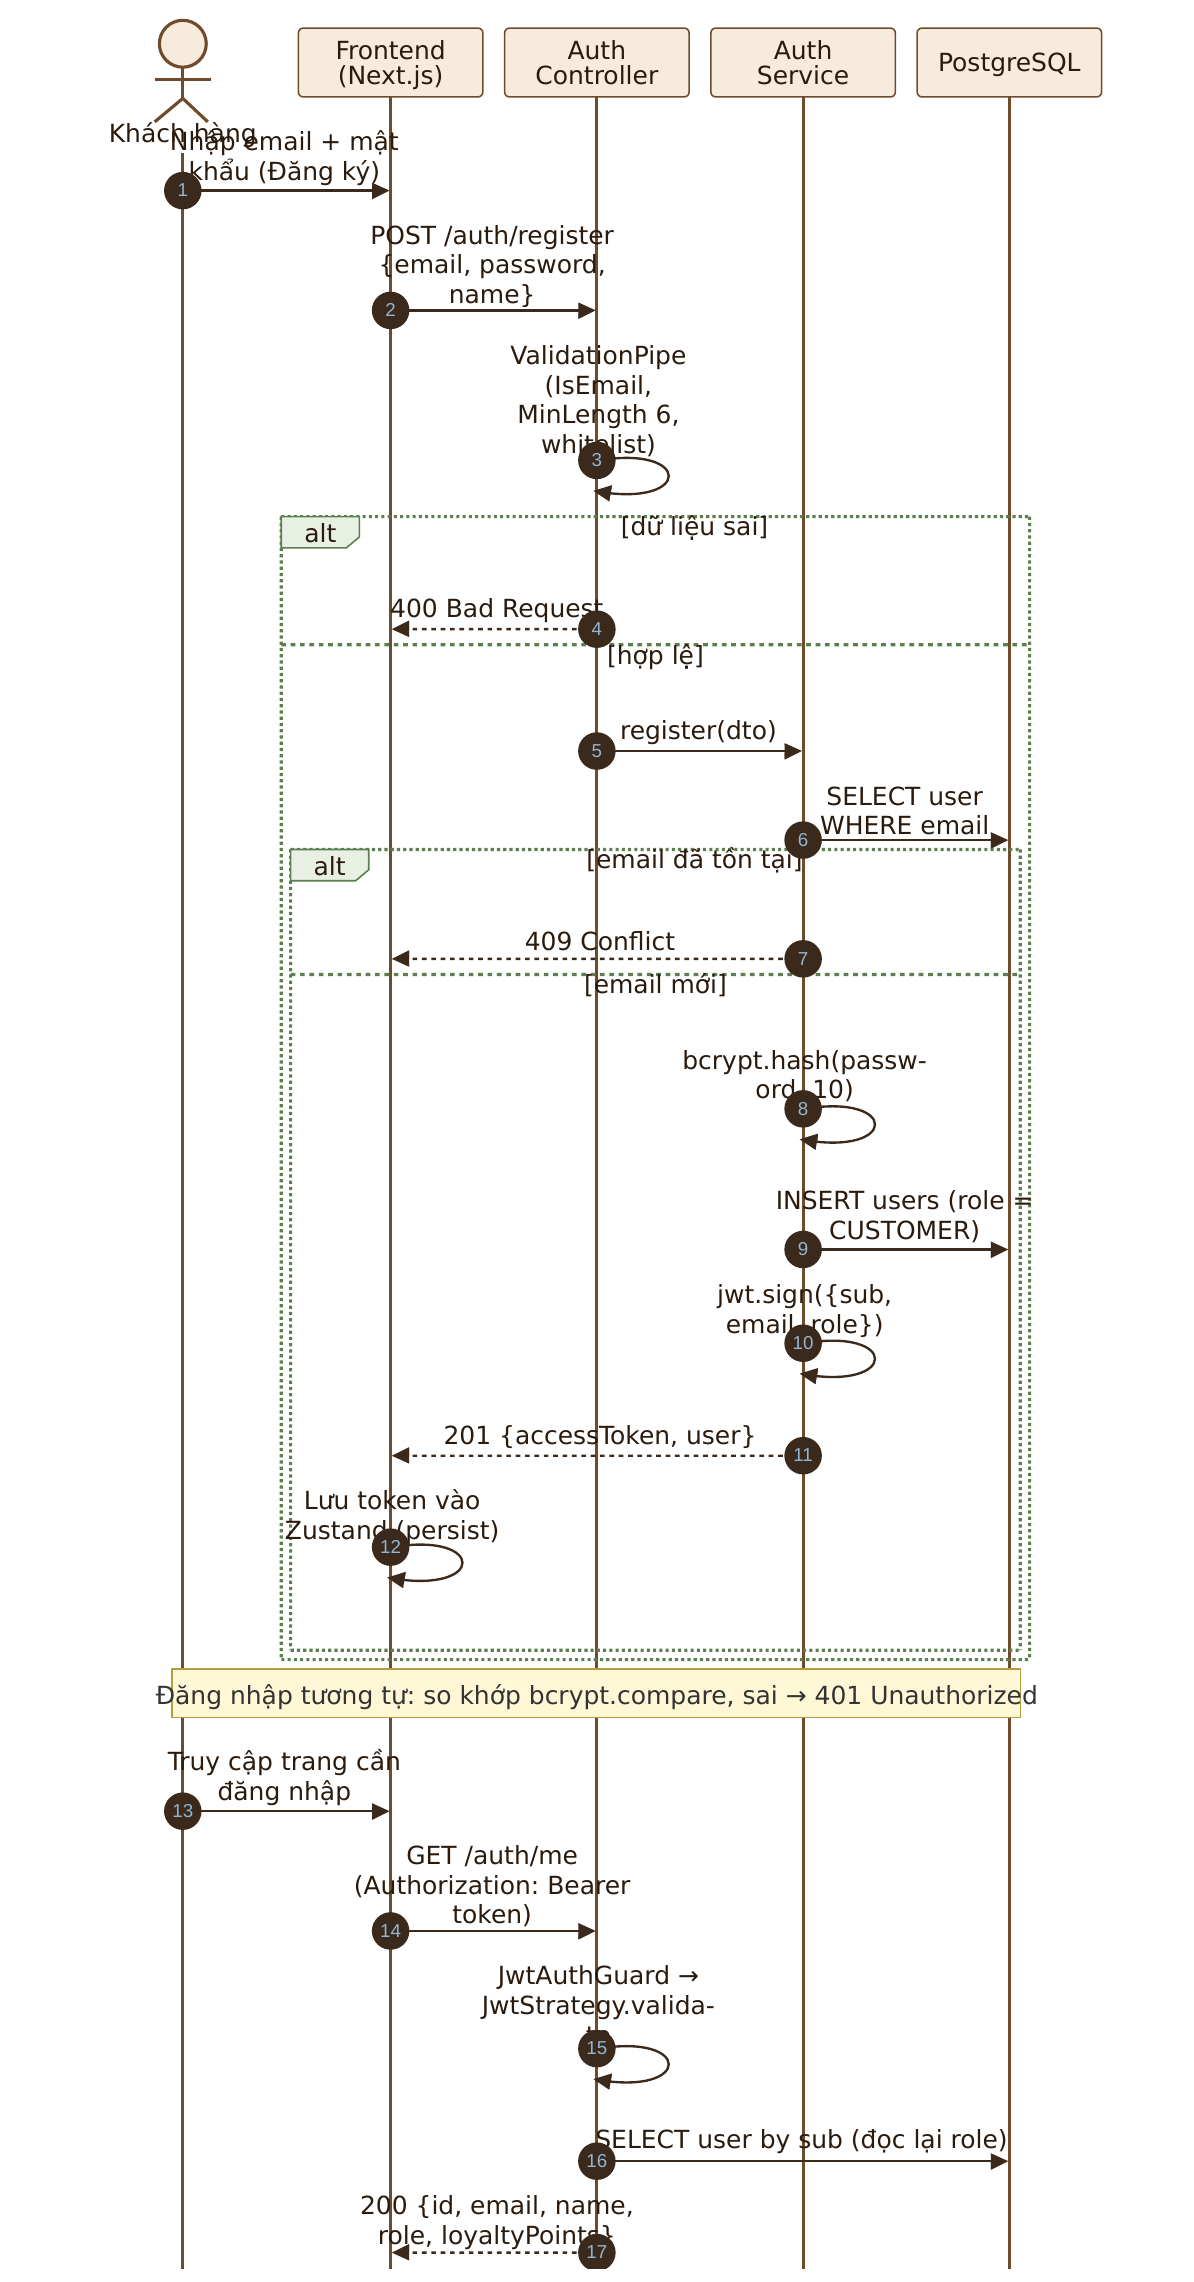 Frontend
(Next.js)
Auth
Controller
Auth
Service
PostgreSQL
Khách hàng
Nhập email + mật
khẩu (Đăng ký)
1
POST /auth/register
{email, password,
name}
2
ValidationPipe
(IsEmail,
MinLength 6,
whitelist)
3
alt
[dữ liệu sai]
400 Bad Request
4
[hợp lệ]
register(dto)
5
SELECT user
WHERE email
6
alt
[email đã tồn tại]
409 Conflict
7
[email mới]
bcrypt.hash(passw-
ord, 10)
8
INSERT users (role =
CUSTOMER)
9
jwt.sign({sub,
email, role})
10
201 {accessToken, user}
11
Lưu token vào
Zustand (persist)
12
Đăng nhập tương tự: so khớp bcrypt.compare, sai → 401 Unauthorized
Truy cập trang cần
đăng nhập
13
GET /auth/me
(Authorization: Bearer
token)
14
JwtAuthGuard →
JwtStrategy.valida-
te
15
SELECT user by sub (đọc lại role)
16
200 {id, email, name,
role, loyaltyPoints}
17